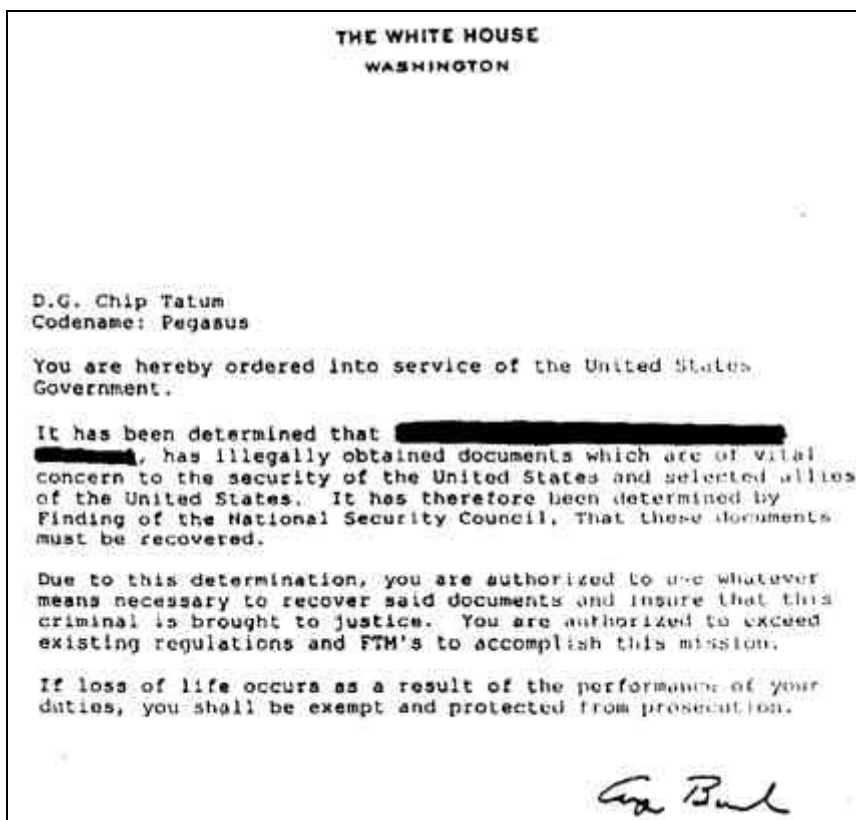 THE WHITE HOUSE
WASHINGTON
D.G. Chip Tatum
Codename: Pegasus
You are hereby ordered into service of the United States
Government.
It has been determined that
, has illegally obtained documents which are of vital
concern to the security of the United States and selected allies
of the United States. It has therefore been determined by
Finding of the National Security Council, That these documents
must be recovered.
Due to this determination, you are authorized to use whatever
means necessary to recover said documents and insure that this
criminal is brought to justice. You are authorized to exceed
existing regulations and FTM's to accomplish this mission.
If loss of life occurs as a result of the performance of your
duties, you shall be exempt and protected from prosecution.